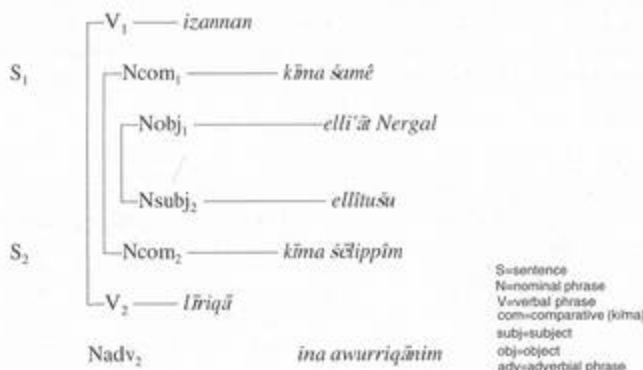 V₁ izannan
S₁ Ncom₁ kīma šamê
Nobj₁ elli'āt Nergal
Nsubj₂ ellītušu
S₂ Ncom₂ kīma šēlippîm
V₂ līriqā
Nadv₂ ina awurriqānim
S=sentence
N=nominal phrase
V=verbal phrase
com=comparative (kīma)
subj=subject
obj=object
adv=adverbial phrase